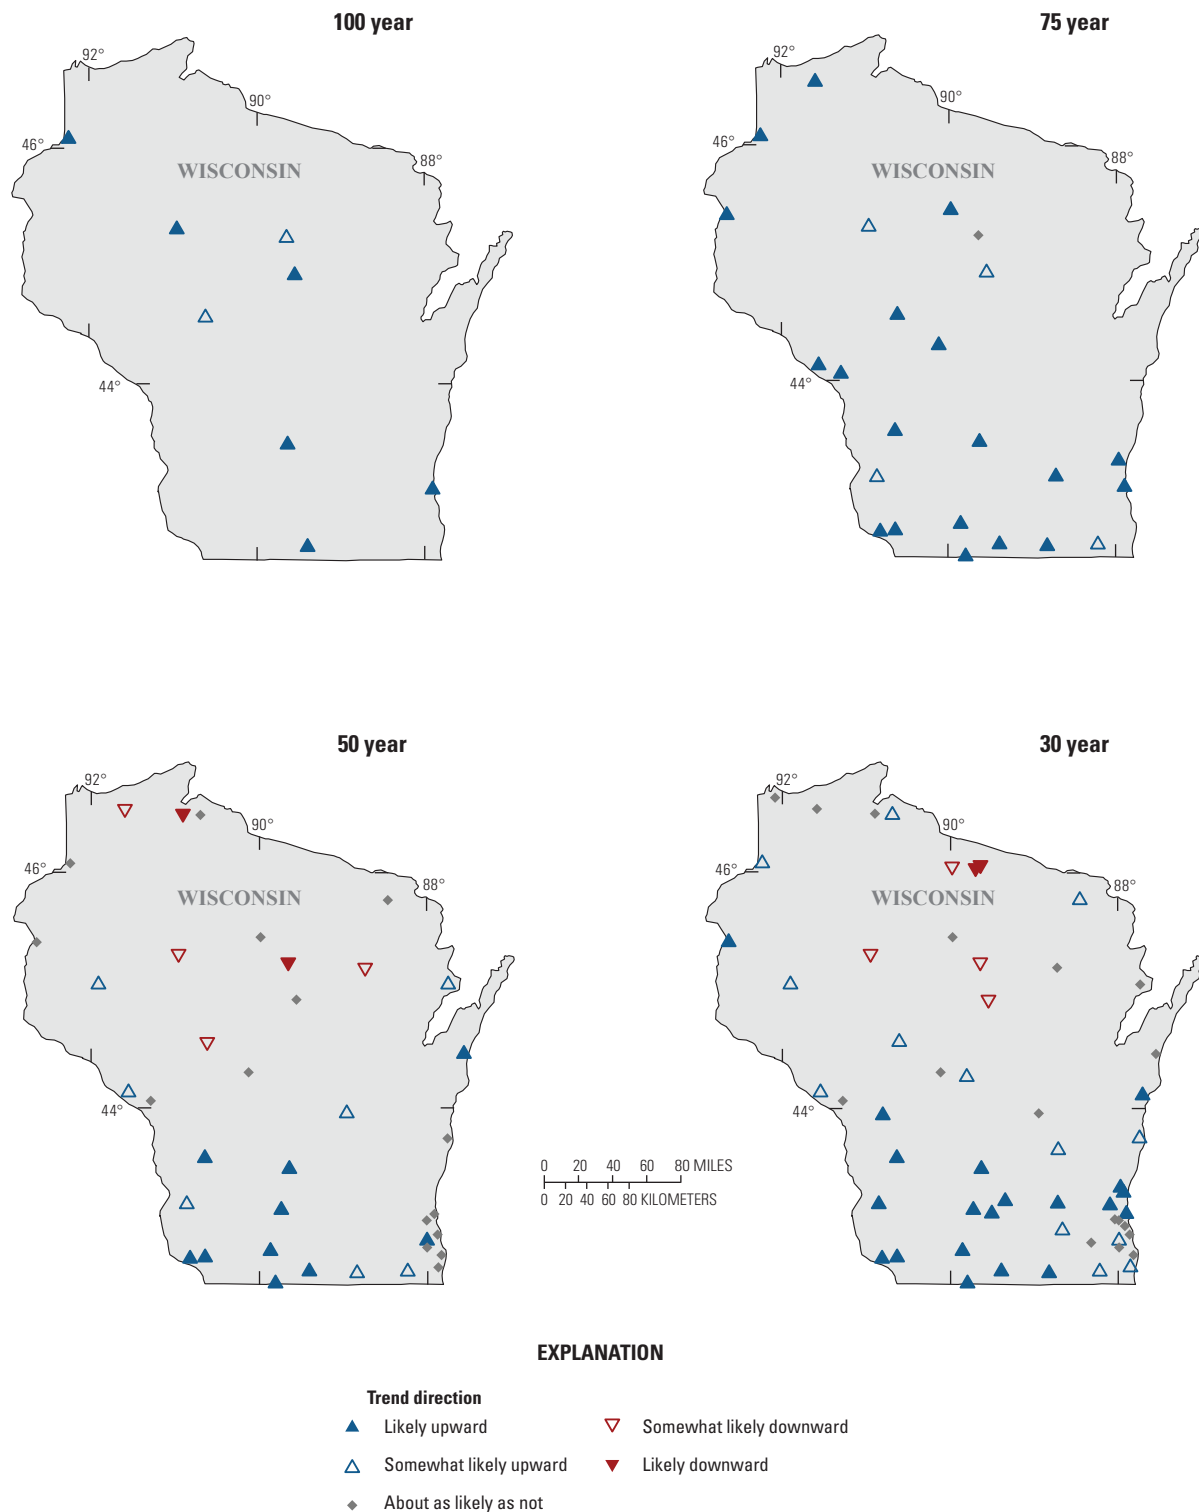 100 year
75 year
92°
90°
46°
88°
WISCONSIN
44°
92°
90°
46°
88°
WISCONSIN
44°
50 year
30 year
92°
90°
46°
88°
WISCONSIN
44°
92°
90°
46°
88°
WISCONSIN
44°
0 20 40 60 80 MILES
0 20 40 60 80 KILOMETERS
EXPLANATION
Trend direction
Likely upward
Somewhat likely upward
About as likely as not
Somewhat likely downward
Likely downward